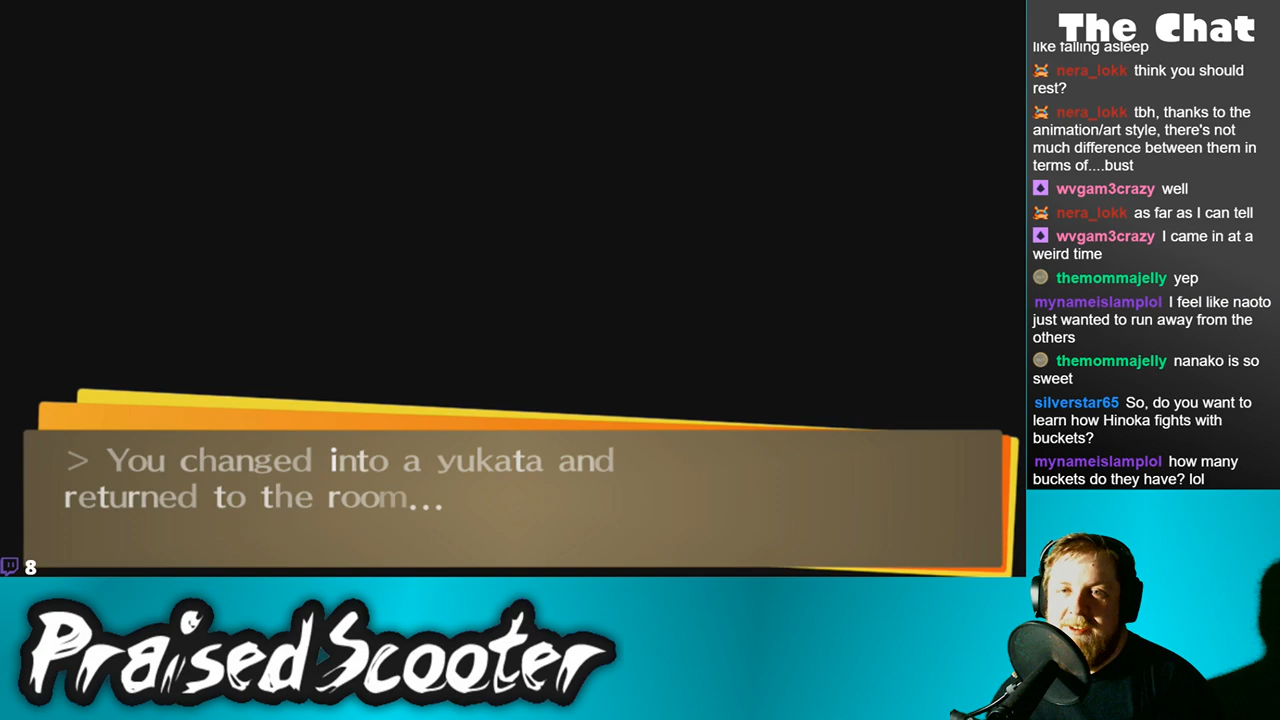 The Chat
like falling asleep
nera_lokk think you should
rest?
nera_lokk tbh, thanks to the
animation/art style, there's not
much difference between them in
terms of....bust
wvgam3crazy well
nera_lokk as far as I can tell
wvgam3crazy I came in at a
weird time
themommajelly yep
mynameislamplol I feel like naoto
just wanted to run away from the
others
themommajelly nanako is so
sweet
silverstar65 So, do you want to
learn how Hinoka fights with
buckets?
mynameislamplol how many
buckets do they have? lol
> You changed into a yukata and
returned to the room...
8
PraisedScooter